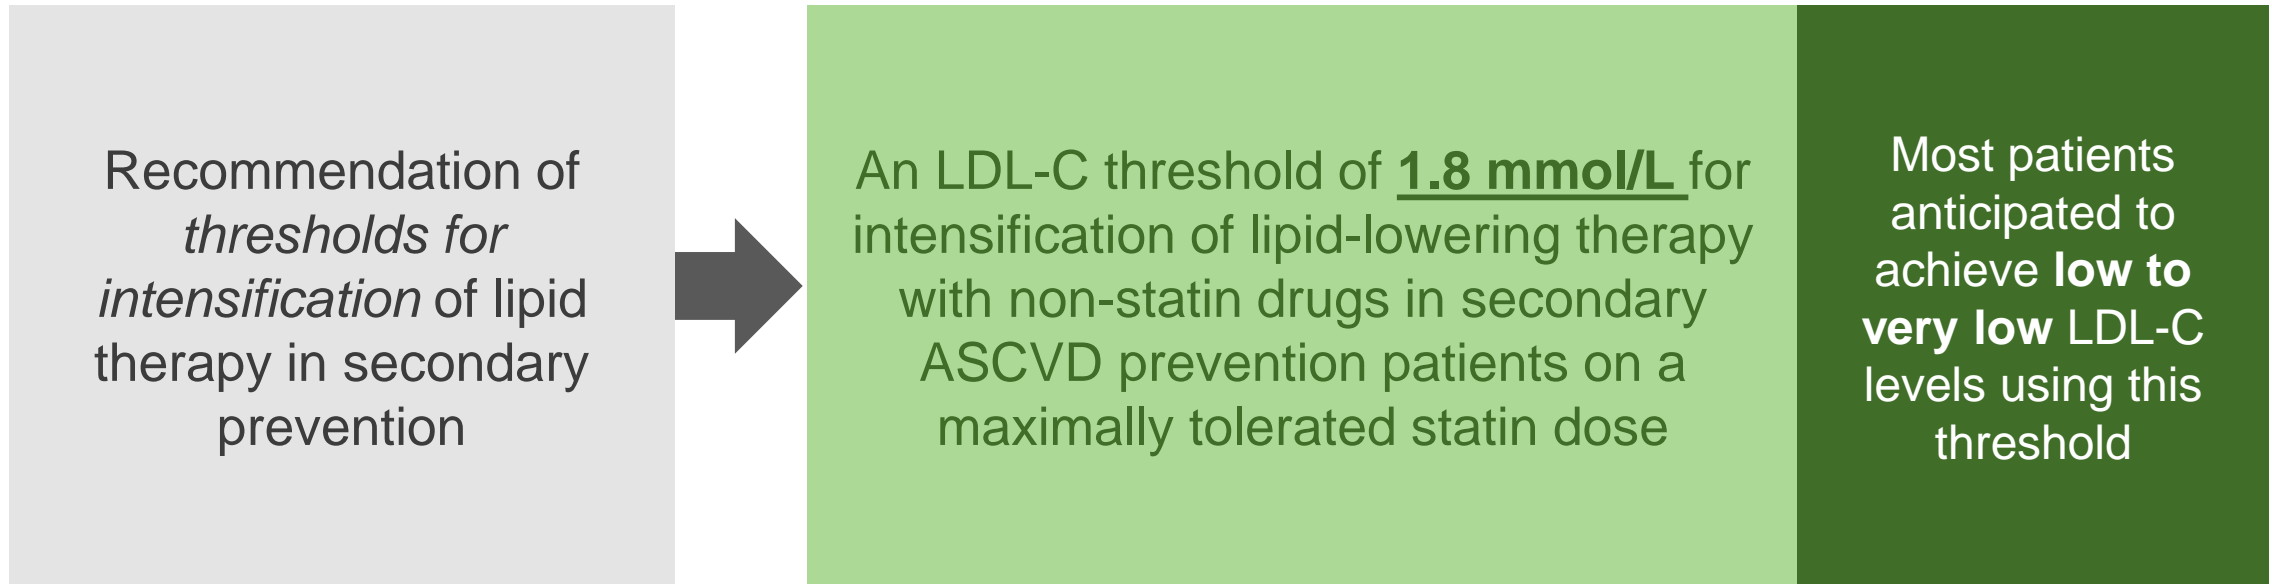 Recommendation of
thresholds for
intensification of lipid
therapy in secondary
prevention
An LDL-C threshold of 1.8 mmol/L for
intensification of lipid-lowering therapy
with non-statin drugs in secondary
ASCVD prevention patients on a
maximally tolerated statin dose
Most patients
anticipated to
achieve low to
very low LDL-C
levels using this
threshold